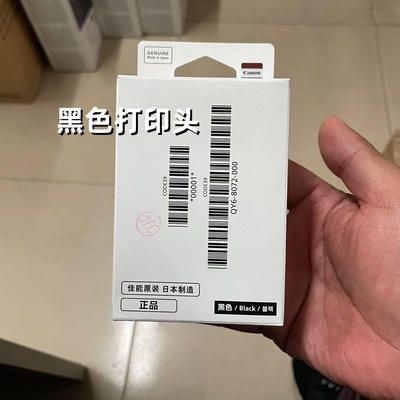 GENUINE
Made in Japan
Canon
黑色打印头
CODE39
*00001*
CODE39
QY6-8072-000
佳能原装 日本制造
正品
黑色 / Black / 블랙